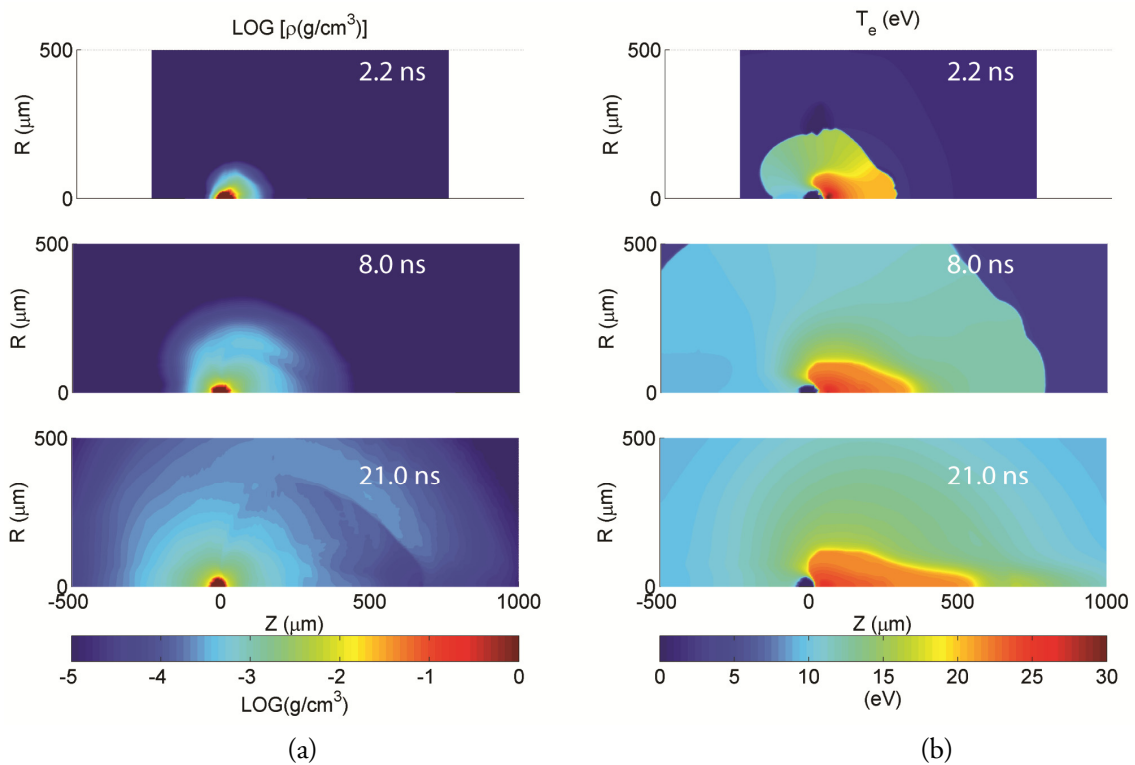 LOG [ρ(g/cm³)]
500
R (μm)
0
2.2 ns
500
R (μm)
0
8.0 ns
500
R (μm)
0
21.0 ns
-500 0 500 1000
Z (μm)
-5 -4 -3 -2 -1 0
LOG(g/cm³)
(a)
Tₑ (eV)
500
R (μm)
0
2.2 ns
500
R (μm)
0
8.0 ns
500
R (μm)
0
21.0 ns
-500 0 500 1000
Z (μm)
0 5 10 15 20 25 30
(eV)
(b)